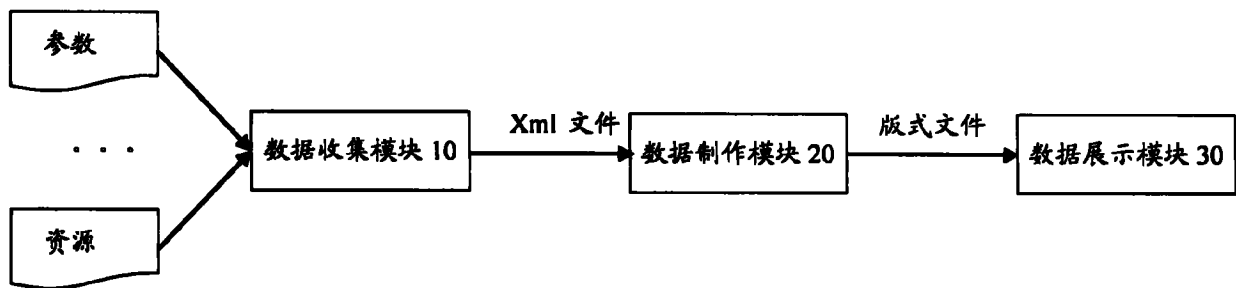 参数
. . .
资源
数据收集模块 10
Xml 文件
数据制作模块 20
版式文件
数据展示模块 30